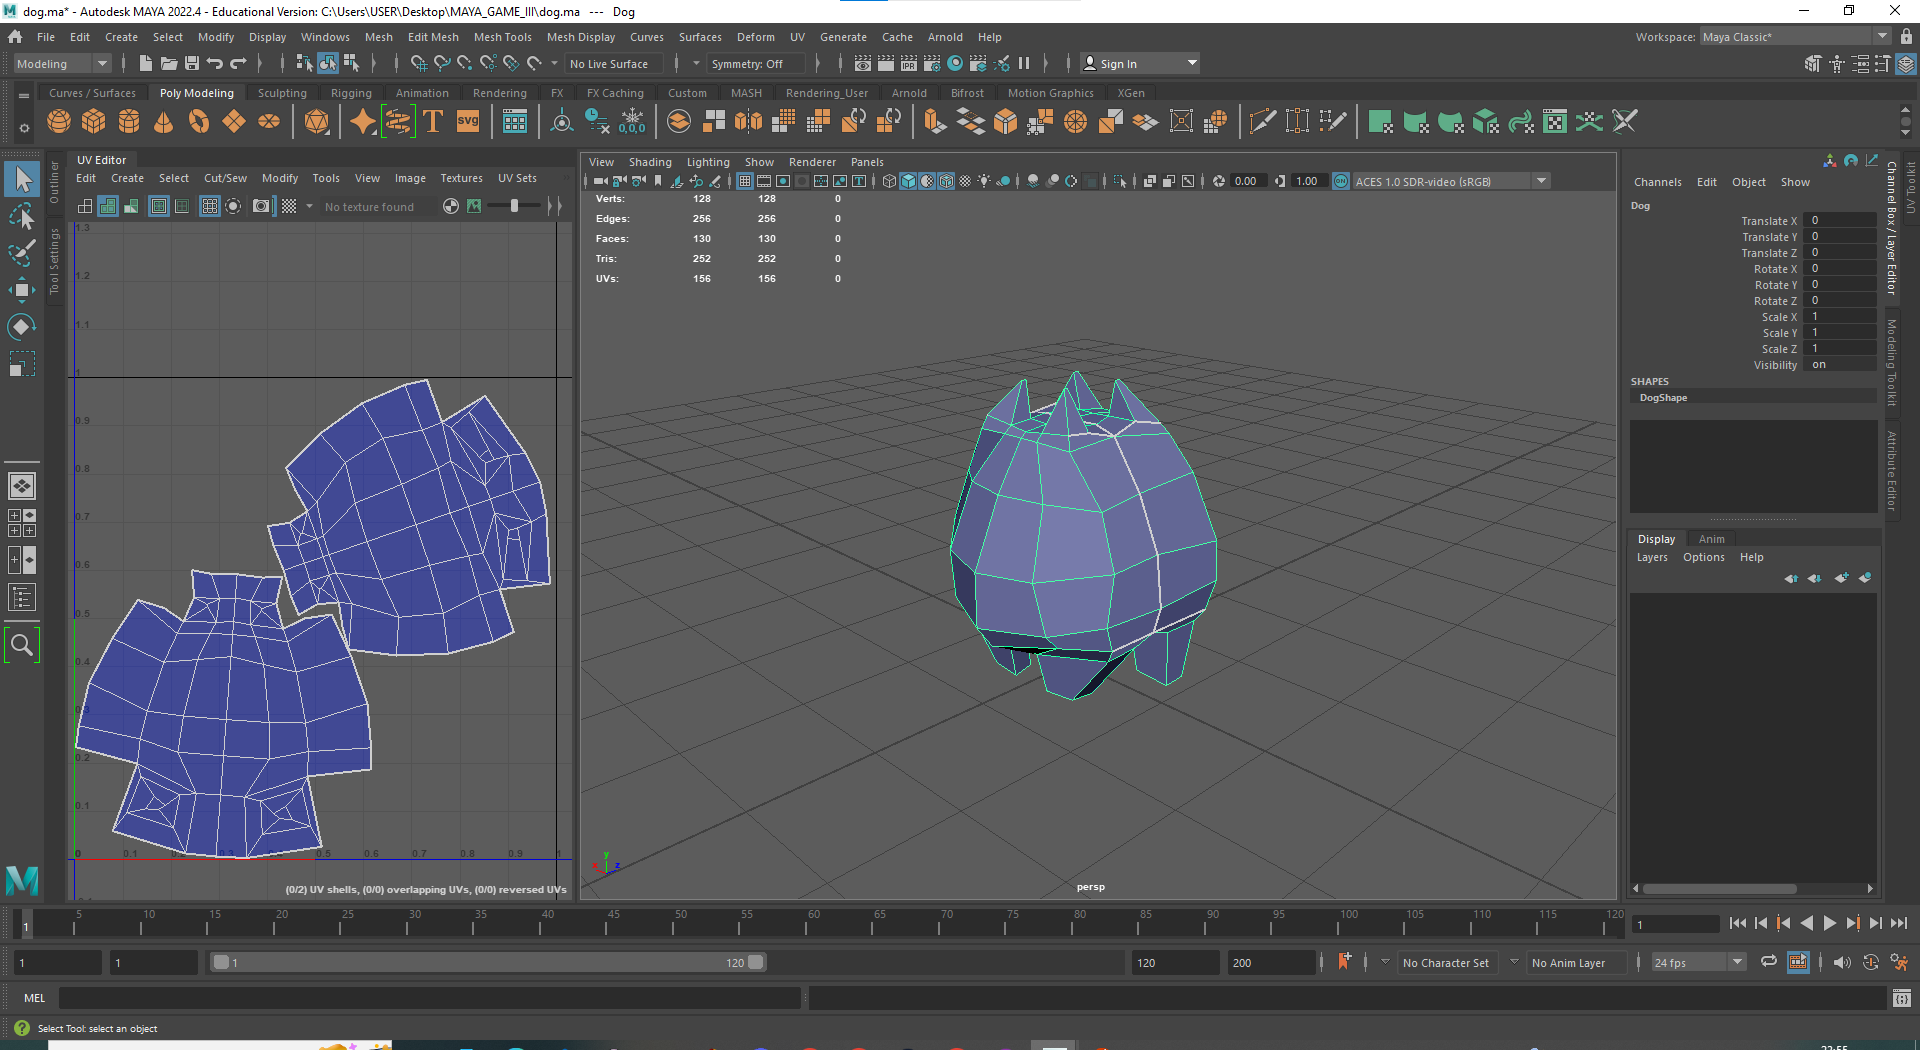 dog.ma* - Autodesk MAYA 2022.4 - Educational Version: C:\Users\USER\Desktop\MAYA_GAME_III\dog.ma   ---   Dog
File Edit Create Select Modify Display Windows Mesh Edit Mesh Mesh Tools Mesh Display Curves Surfaces Deform UV Generate Cache Arnold Help
Workspace: Maya Classic*
Modeling No Live Surface Symmetry: Off IPR Sign In
Curves / Surfaces Poly Modeling Sculpting Rigging Animation Rendering FX FX Caching Custom MASH Rendering_User Arnold Bifrost Motion Graphics XGen
T svg 0,0,0
UV Editor
Edit Create Select Cut/Sew Modify Tools View Image Textures UV Sets
No texture found
Outliner
Tool Settings
1.3
1.2
1.1
1
0.9
0.8
0.7
0.6
0.5
0.4
0.3
0.2
0.1
0 0.1 0.2 0.3 0.4 0.5 0.6 0.7 0.8 0.9 1
(0/2) UV shells, (0/0) overlapping UVs, (0/0) reversed UVs
View Shading Lighting Show Renderer Panels
0.00 1.00 ACES 1.0 SDR-video (sRGB)
Verts: 128 128 0
Edges: 256 256 0
Faces: 130 130 0
Tris: 252 252 0
UVs: 156 156 0
y
x z
persp
Channels Edit Object Show
Dog
Translate X 0
Translate Y 0
Translate Z 0
Rotate X 0
Rotate Y 0
Rotate Z 0
Scale X 1
Scale Y 1
Scale Z 1
Visibility on
SHAPES
DogShape
Display Anim
Layers Options Help
Channel Box / Layer Editor
Modeling Toolkit
Attribute Editor
UV Toolkit
1 5 10 15 20 25 30 35 40 45 50 55 60 65 70 75 80 85 90 95 100 105 110 115 120
1
1 1 1 120 120 200 No Character Set No Anim Layer 24 fps
MEL
Select Tool: select an object